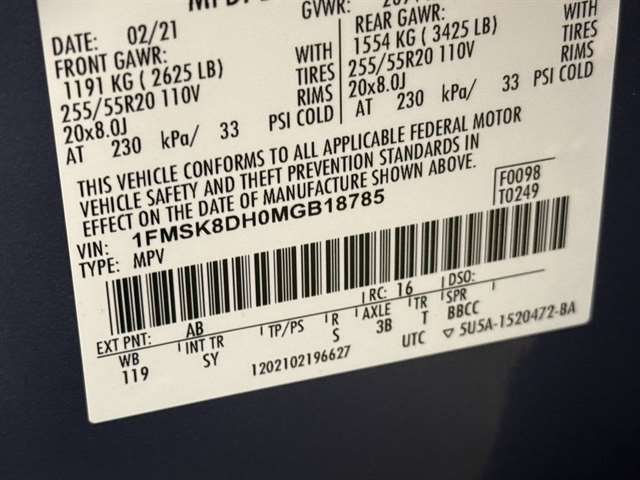 GVWR:
DATE: 02/21
FRONT GAWR: WITH
1191 KG ( 2625 LB) TIRES
255/55R20 110V RIMS
20x8.0J PSI COLD
AT 230 kPa/ 33
REAR GAWR: WITH
1554 KG ( 3425 LB) TIRES
255/55R20 110V RIMS
20x8.0J PSI COLD
AT 230 kPa/ 33
THIS VEHICLE CONFORMS TO ALL APPLICABLE FEDERAL MOTOR
VEHICLE SAFETY AND THEFT PREVENTION STANDARDS IN
EFFECT ON THE DATE OF MANUFACTURE SHOWN ABOVE.
F0098
T0249
VIN: 1FMSK8DH0MGB18785
TYPE: MPV
EXT PNT: AB RC: 16 DSO:
WB INT TR TP/PS R AXLE TR SPR
119 SY S 3B T BBCC
1202102196627 UTC 5U5A-1520472-BA